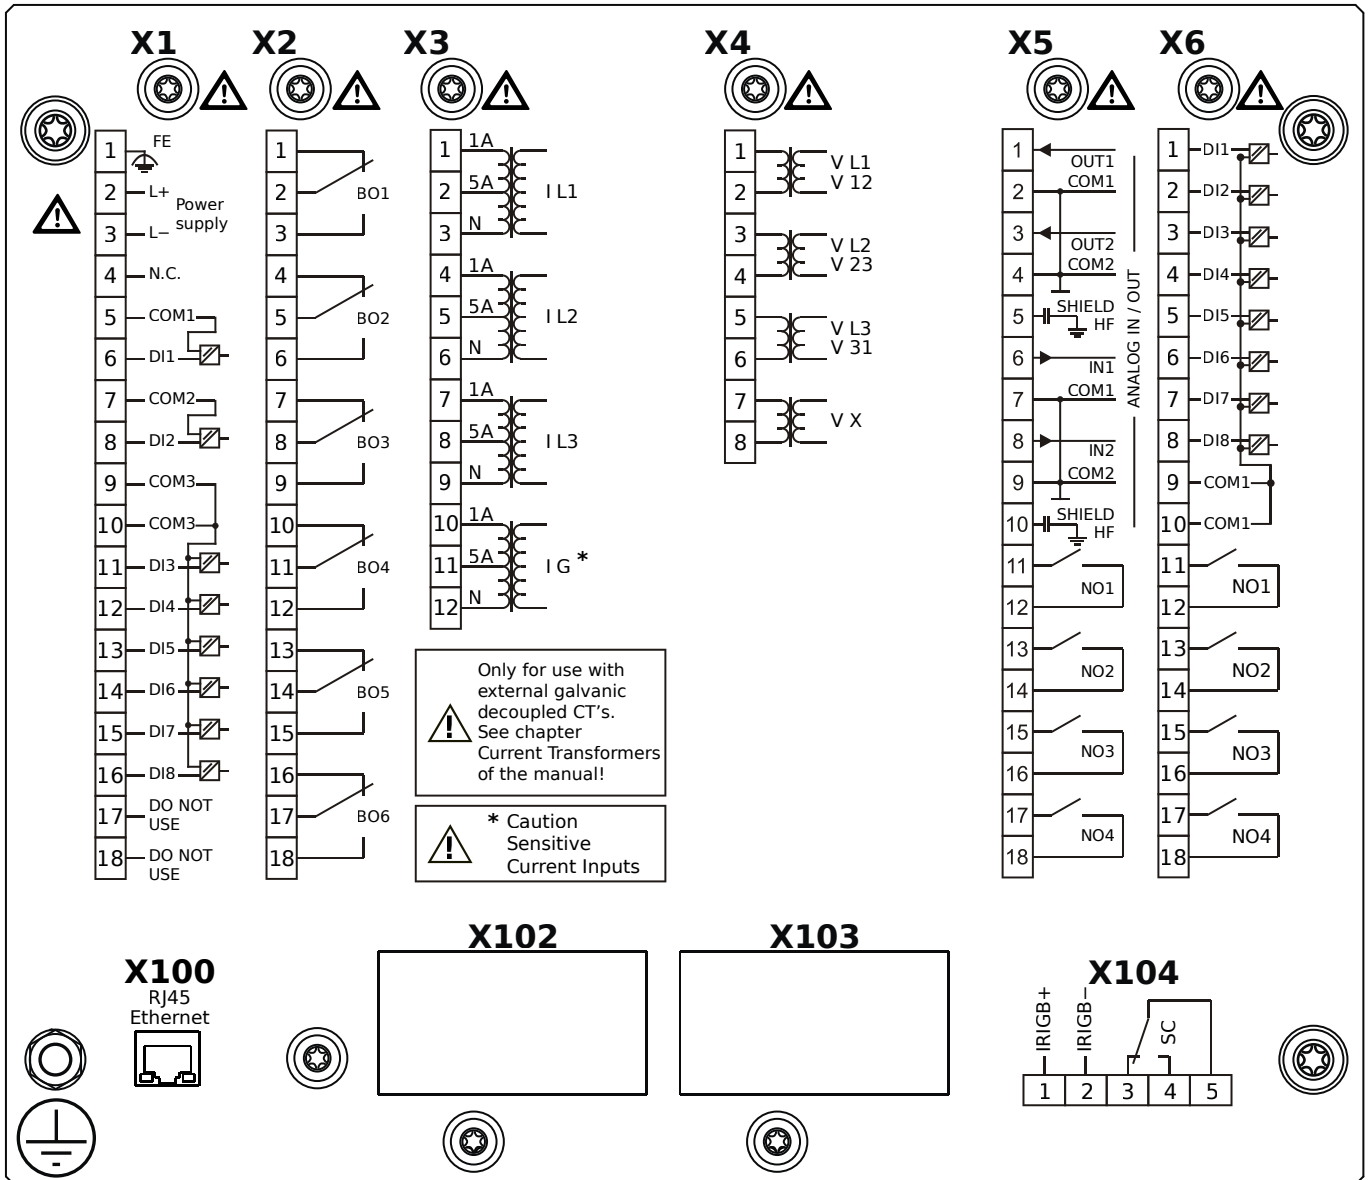 X1
1 FE
2 L+
Power
supply
3 L−
4 N.C.
5 COM1
6 DI1
7 COM2
8 DI2
9 COM3
10 COM3
11 DI3
12 DI4
13 DI5
14 DI6
15 DI7
16 DI8
17 DO NOT
USE
18 DO NOT
USE
X2
1
2 BO1
3
4
5 BO2
6
7
8 BO3
9
10
11 BO4
12
13
14 BO5
15
16
17 BO6
18
X3
1 1A
2 5A I L1
3 N
4 1A
5 5A I L2
6 N
7 1A
8 5A I L3
9 N
10 1A
11 5A I G *
12 N
Only for use with
external galvanic
decoupled CT's.
See chapter
Current Transformers
of the manual!
* Caution
Sensitive
Current Inputs
X4
1 V L1
2 V 12
3 V L2
4 V 23
5 V L3
6 V 31
7 V X
8
X5
1 OUT1
2 COM1
3 OUT2
4 COM2
5 SHIELD
HF
6 IN1
7 COM1
8 IN2
9 COM2
10 SHIELD
HF
ANALOG IN / OUT
11
NO1
12
13
NO2
14
15
NO3
16
17
NO4
18
X6
1 DI1
2 DI2
3 DI3
4 DI4
5 DI5
6 DI6
7 DI7
8 DI8
9 COM1
10 COM1
11
NO1
12
13
NO2
14
15
NO3
16
17
NO4
18
X100
RJ45
Ethernet
X102
X103
X104
IRIGB+
IRIGB−
SC
1 2 3 4 5